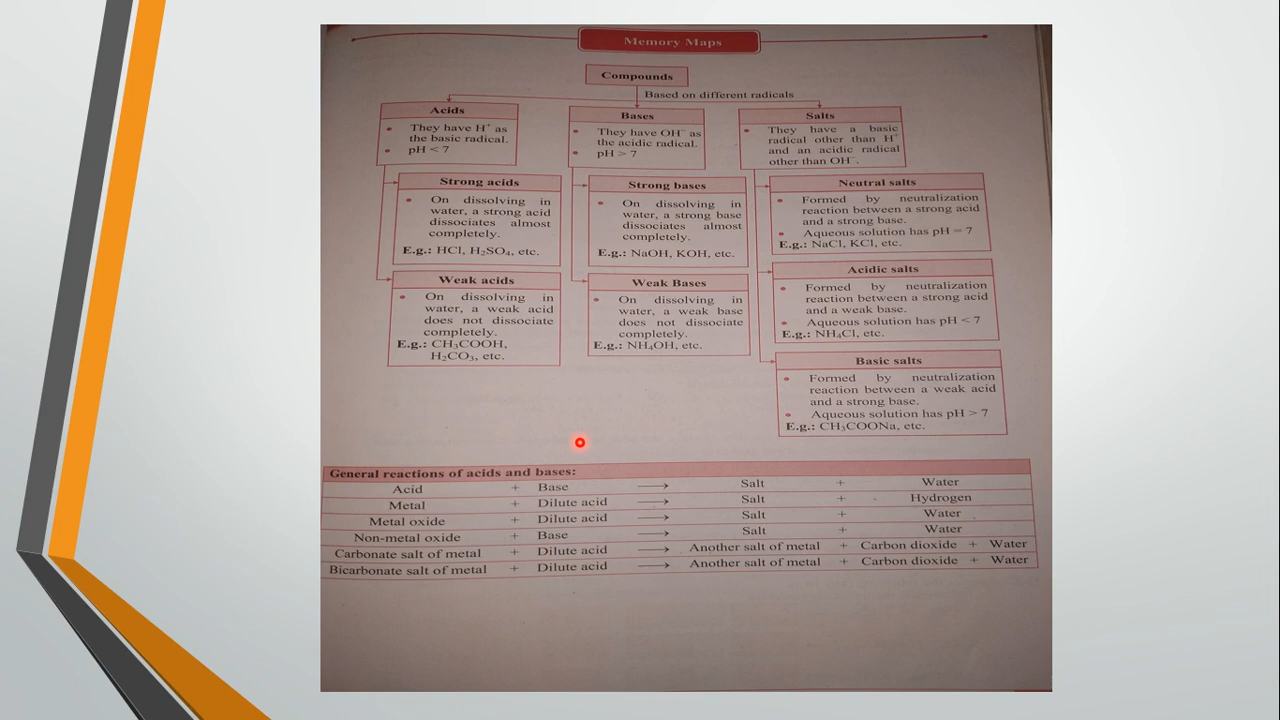 Memory Maps
Compounds
Based on different radicals
Acids
• They have H⁺ as
the basic radical.
• pH < 7
Strong acids
• On dissolving in
water, a strong acid
dissociates almost
completely.
E.g.: HCl, H₂SO₄, etc.
Weak acids
• On dissolving in
water, a weak acid
does not dissociate
completely.
E.g.: CH₃COOH,
H₂CO₃, etc.
Bases
• They have OH⁻ as
the acidic radical.
• pH > 7
Strong bases
• On dissolving in
water, a strong base
dissociates almost
completely.
E.g.: NaOH, KOH, etc.
Weak Bases
• On dissolving in
water, a weak base
does not dissociate
completely.
E.g.: NH₄OH, etc.
Salts
• They have a basic
radical other than H⁺
and an acidic radical
other than OH⁻.
Neutral salts
• Formed by neutralization
reaction between a strong acid
and a strong base.
• Aqueous solution has pH = 7
E.g.: NaCl, KCl, etc.
Acidic salts
• Formed by neutralization
reaction between a strong acid
and a weak base.
• Aqueous solution has pH < 7
E.g.: NH₄Cl, etc.
Basic salts
• Formed by neutralization
reaction between a weak acid
and a strong base.
• Aqueous solution has pH > 7
E.g.: CH₃COONa, etc.
General reactions of acids and bases:
Acid + Base ⟶ Salt + Water
Metal + Dilute acid ⟶ Salt + Hydrogen
Metal oxide + Dilute acid ⟶ Salt + Water
Non-metal oxide + Base ⟶ Salt + Water
Carbonate salt of metal + Dilute acid ⟶ Another salt of metal + Carbon dioxide + Water
Bicarbonate salt of metal + Dilute acid ⟶ Another salt of metal + Carbon dioxide + Water